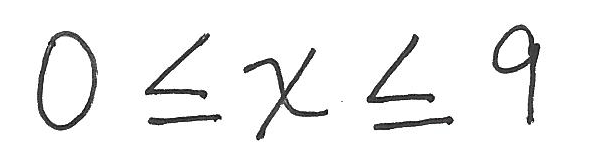 0 ≤ x ≤ 9